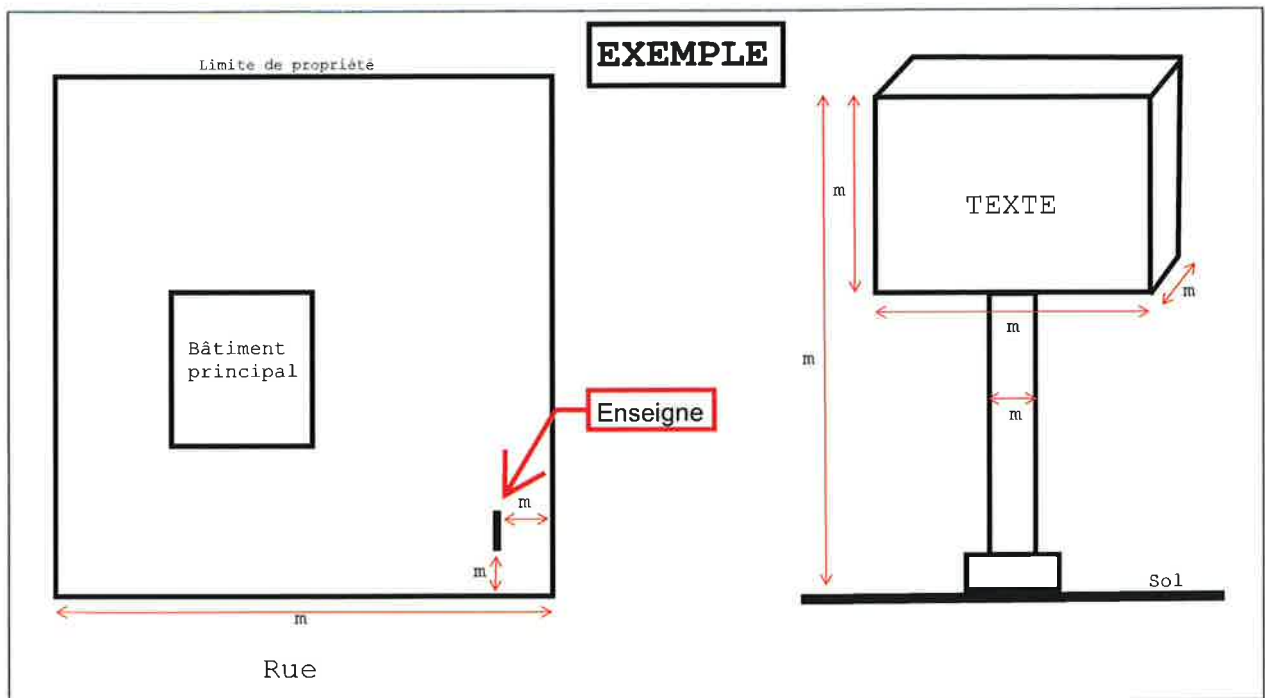 EXEMPLE
Limite de propriété
Bâtiment
principal
Enseigne
m
m
m
Rue
TEXTE
m
m
m
m
m
Sol